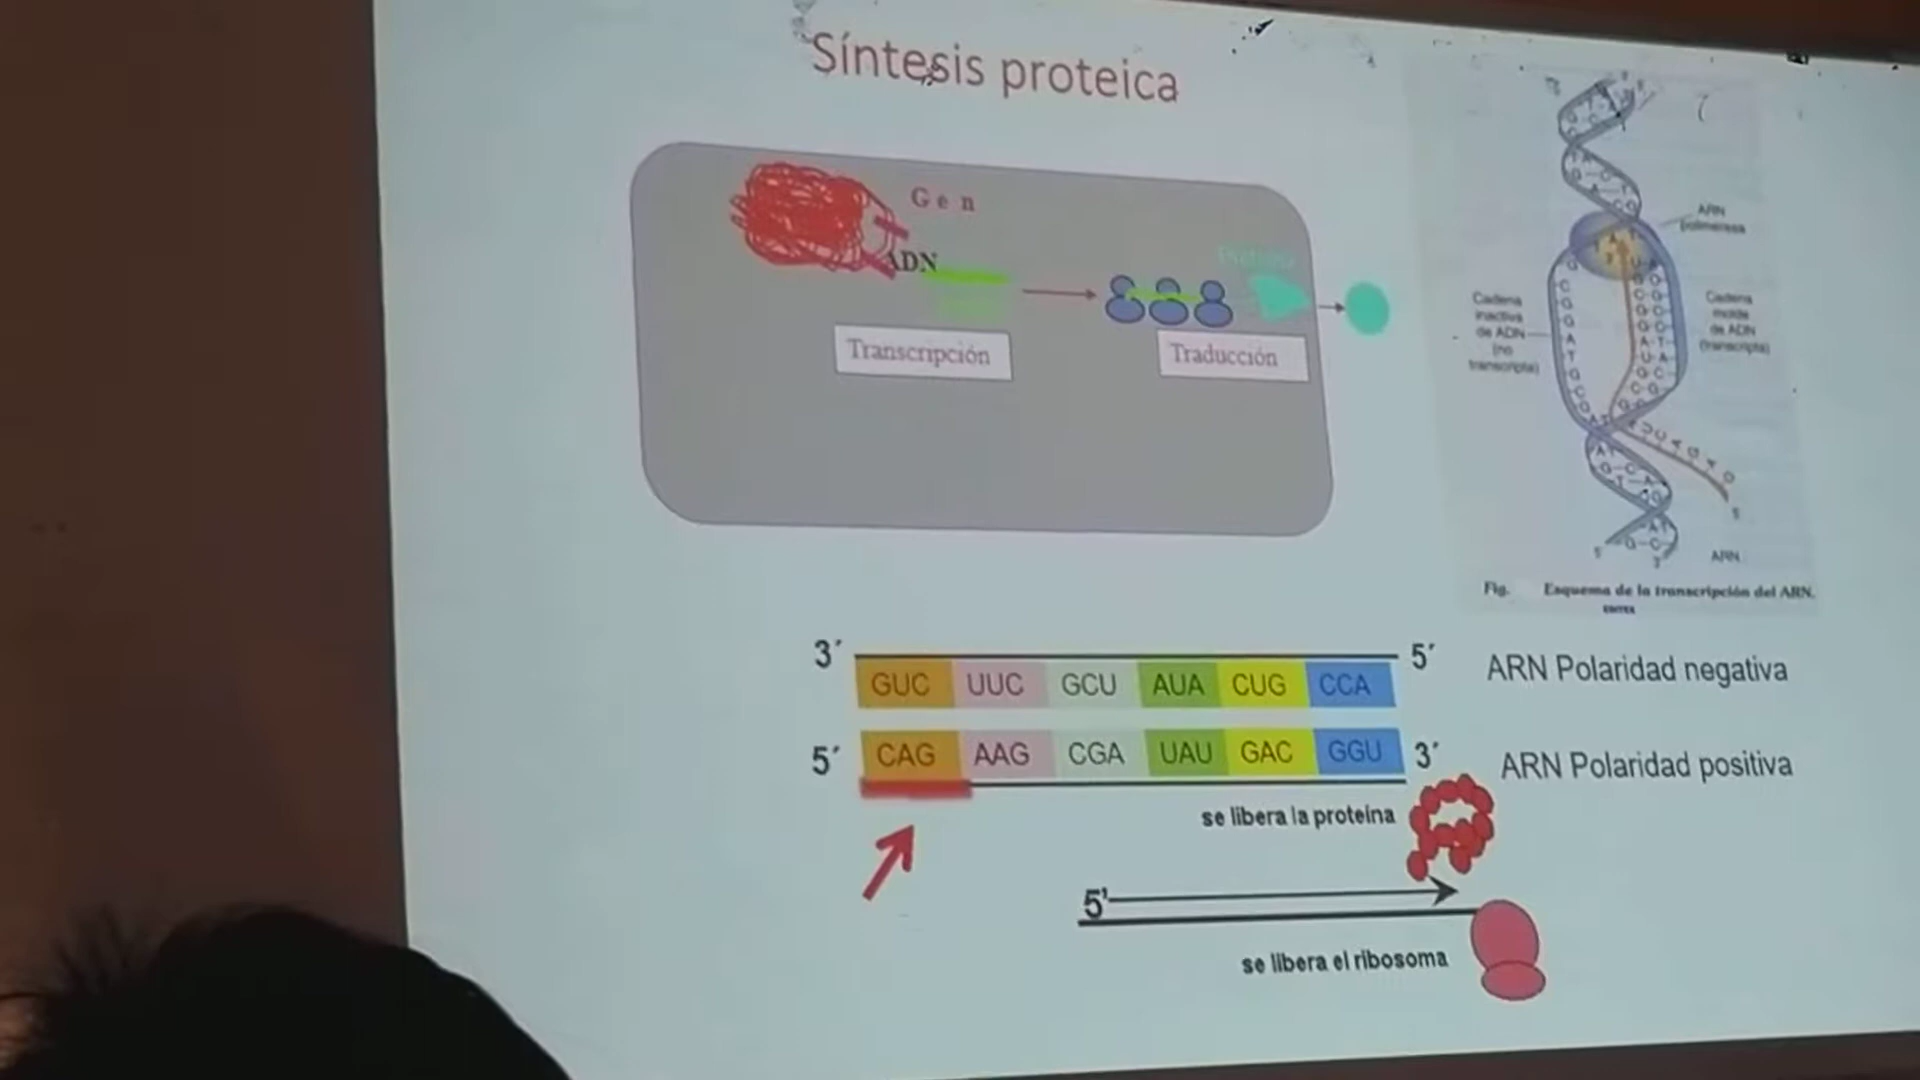 Síntesis proteica
Gen
ADN
Transcripción
Traducción
ARN
polimerasa
Cadena
inactiva
de ADN
(no
transcripta)
Cadena
molde
de ADN
(transcripta)
ARN
Fig. Esquema de la transcripción del ARN.
3´ GUC UUC GCU AUA CUG CCA 5´ ARN Polaridad negativa
5´ CAG AAG CGA UAU GAC GGU 3´ ARN Polaridad positiva
se libera la proteína
5'
se libera el ribosoma